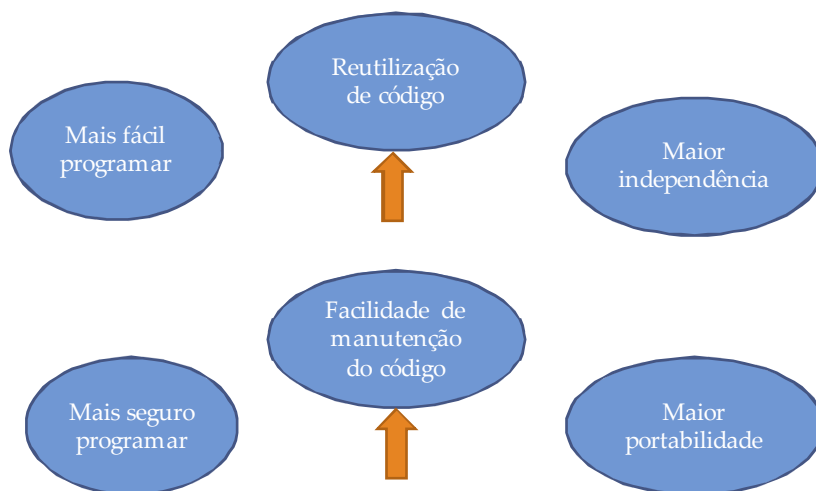 Reutilização
de código
Mais fácil
programar
Maior
independência
Facilidade de
manutenção
do código
Mais seguro
programar
Maior
portabilidade